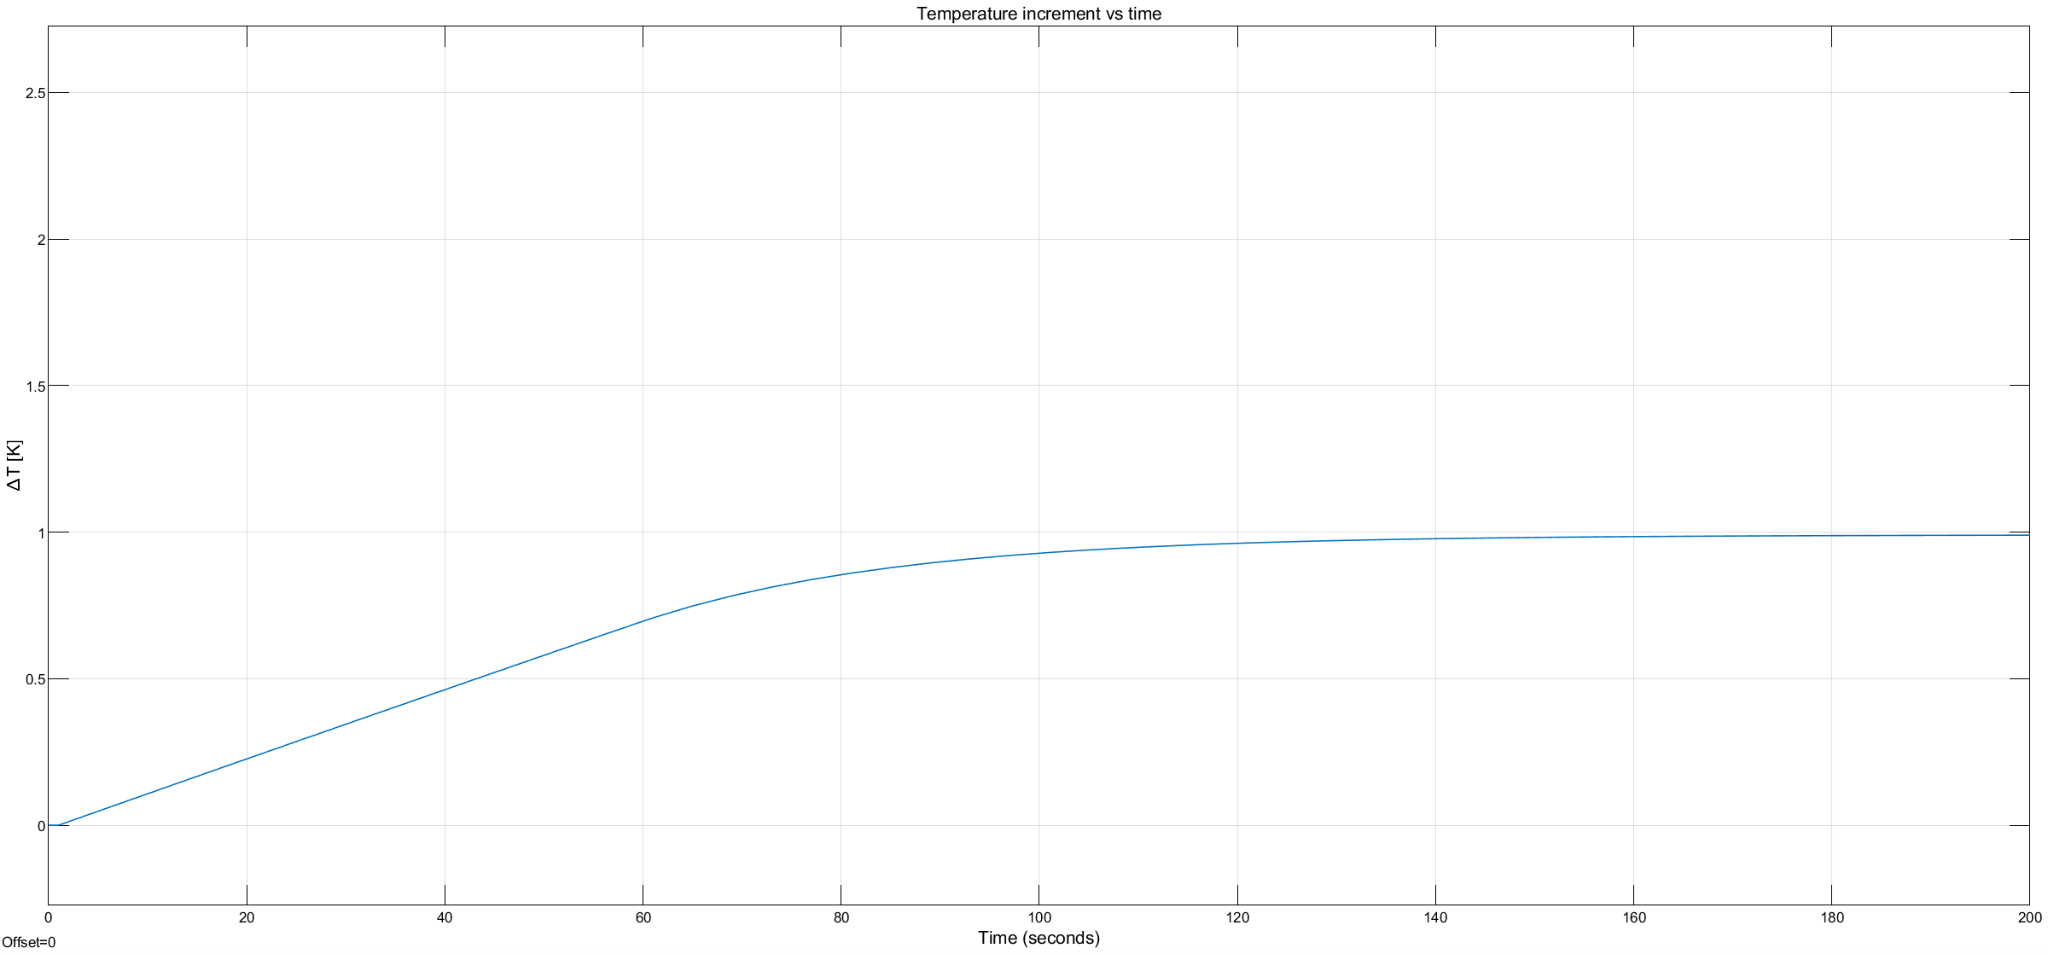 Temperature increment vs time
2.5
2
1.5
1
0.5
0
ΔT [K]
0 20 40 60 80 100 120 140 160 180 200
Time (seconds)
Offset=0